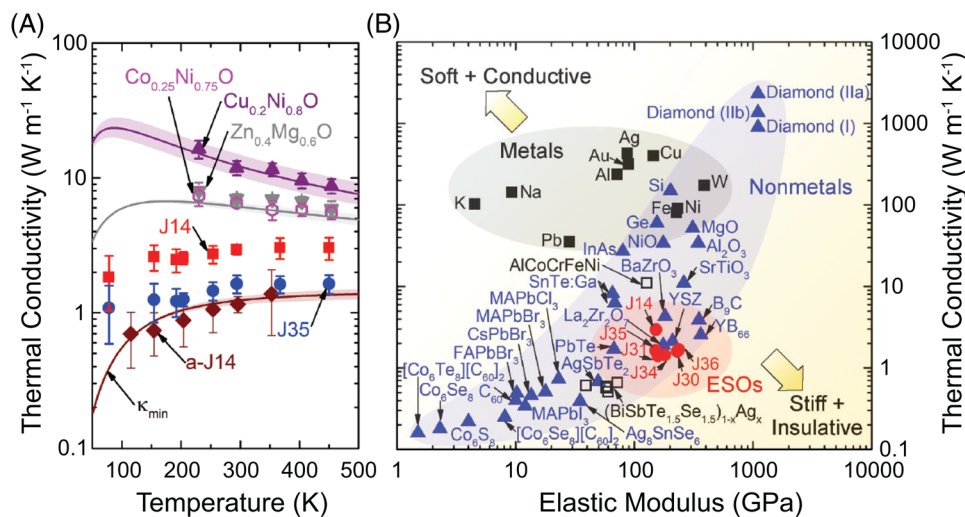 (A)
Thermal Conductivity (W m⁻¹ K⁻¹)
100
10
1
0.1
Co₀.₂₅Ni₀.₇₅O
Cu₀.₂Ni₀.₈O
Zn₀.₄Mg₀.₆O
J14
J35
a-J14
κmin
100 200 300 400 500
Temperature (K)
(B)
Soft + Conductive
Metals
Nonmetals
Diamond (IIa)
Diamond (IIb)
Diamond (I)
Ag
Au
Cu
Al
Si
W
Na
K
Fe
Ni
Ge
MgO
Pb
NiO
Al₂O₃
InAs
AlCoCrFeNi
BaZrO₃
SrTiO₃
SnTe:Ga
MAPbCl₃
J14
YSZ
B₉C
MAPbBr₃
La₂Zr₂O
YB₆₆
J35
CsPbBr₃
PbTe
J31
FAPbBr₃
AgSbTe₂
J36
[Co₆Te₈][C₆₀]₂
J34
J30
ESOs
Co₆Se₈
C₆₀
MAPbI₃
(BiSbTe₁.₅Se₁.₅)₁₋ₓAgₓ
Stiff +
Insulative
Co₆S₈
[Co₆Se₈][C₆₀]₂
Ag₈SnSe₆
1 10 100 1000 10000
Elastic Modulus (GPa)
10000
1000
100
10
1
0.1
Thermal Conductivity (W m⁻¹ K⁻¹)